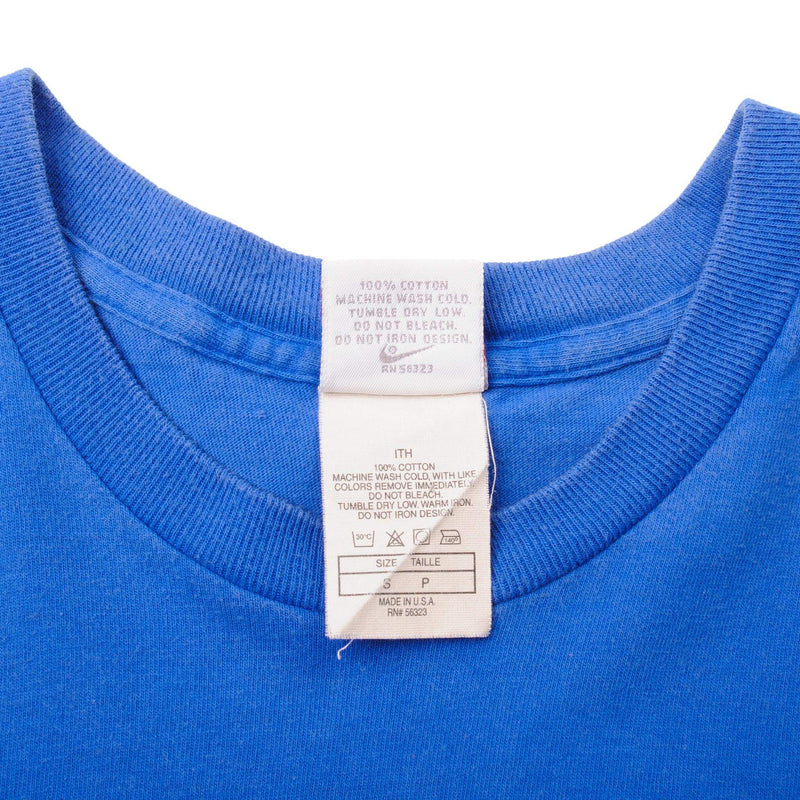 100% COTTON
MACHINE WASH COLD.
TUMBLE DRY LOW.
DO NOT BLEACH.
DO NOT IRON DESIGN.
RN 56323
ITH
100% COTTON
MACHINE WASH COLD, WITH LIKE
COLORS REMOVE IMMEDIATELY.
DO NOT BLEACH.
TUMBLE DRY LOW. WARM IRON.
DO NOT IRON DESIGN.
30°C 140°
SIZE TAILLE
S P
MADE IN U.S.A.
RN# 56323